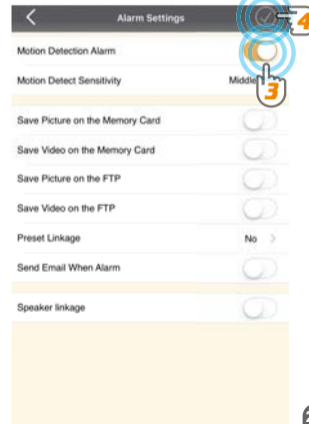 Alarm Settings
4
Motion Detection Alarm
Motion Detect Sensitivity Middle
3
Save Picture on the Memory Card
Save Video on the Memory Card
Save Picture on the FTP
Save Video on the FTP
Preset Linkage No
Send Email When Alarm
Speaker linkage